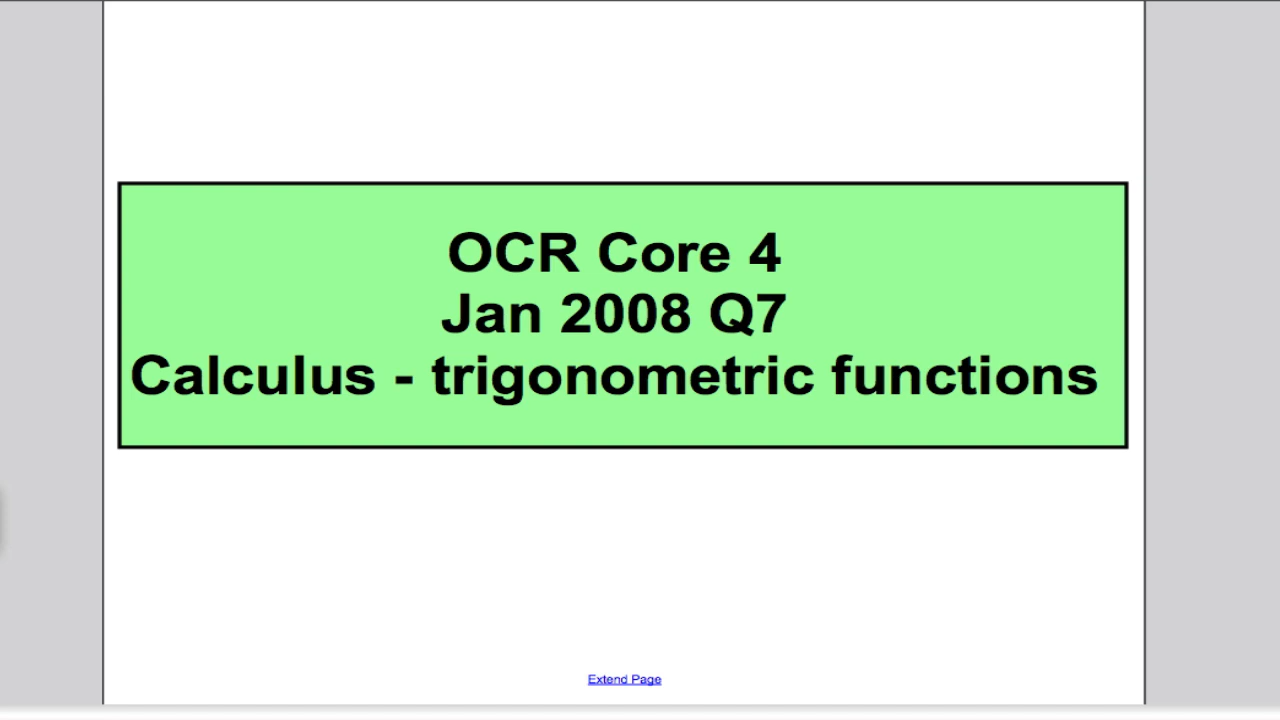 OCR Core 4
Jan 2008 Q7
Calculus - trigonometric functions
Extend Page